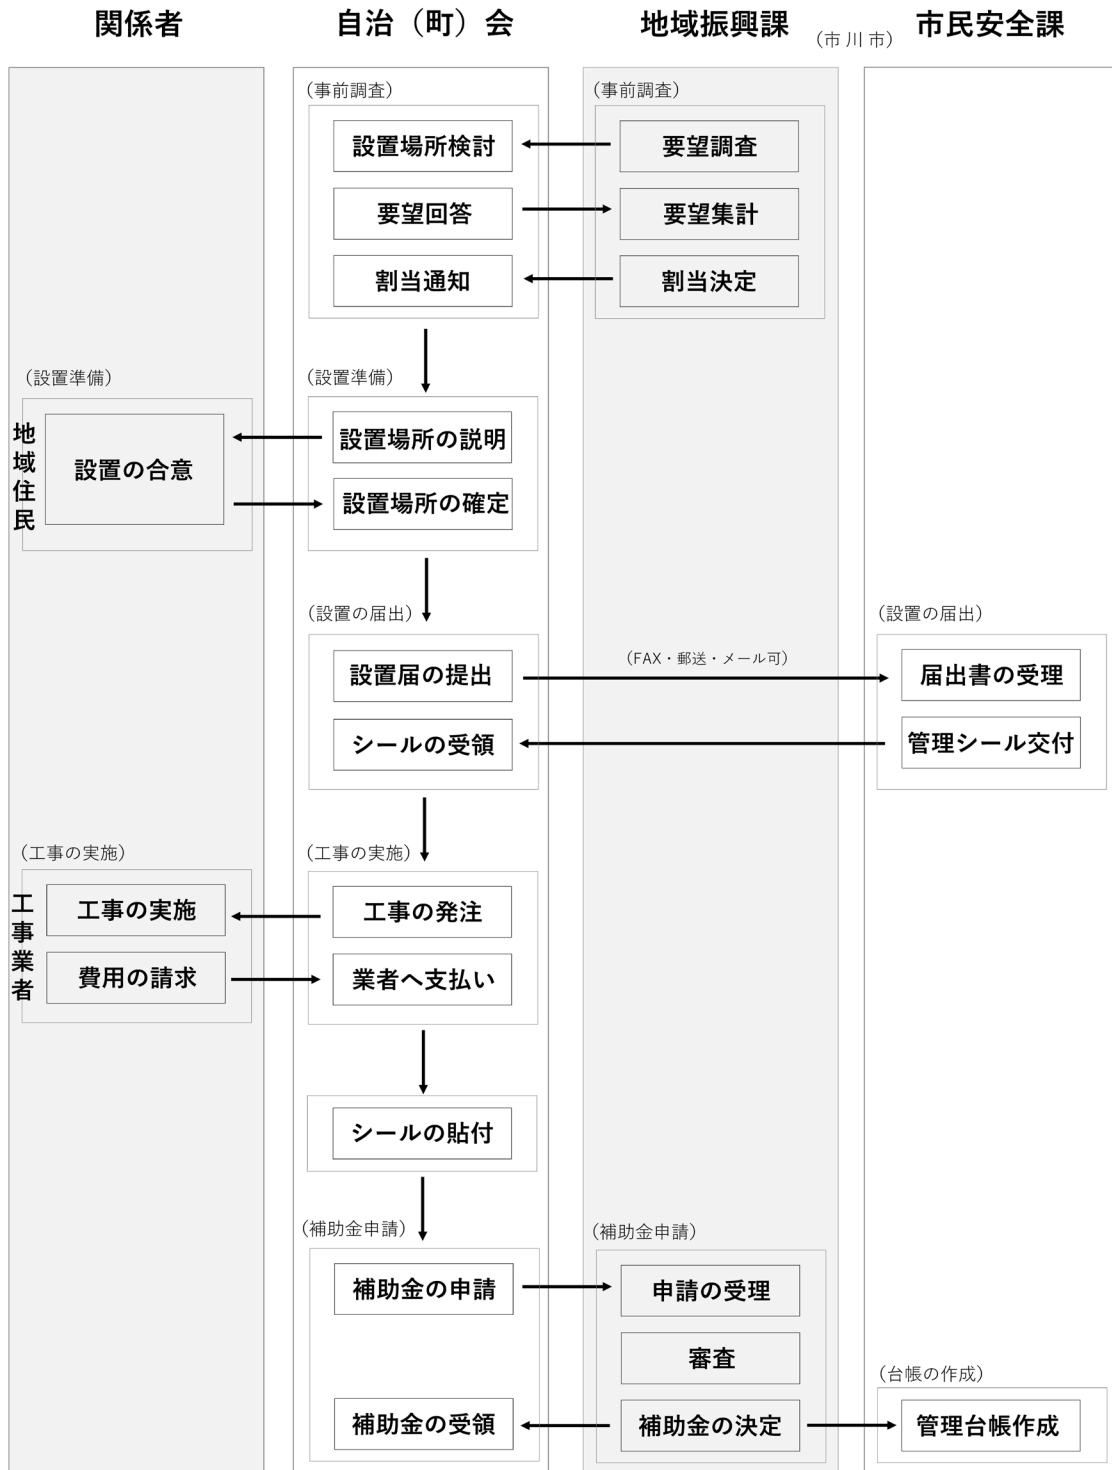 関係者
自治（町）会
地域振興課
（市川市）
市民安全課
（事前調査）
（事前調査）
設置場所検討
要望調査
要望回答
要望集計
割当通知
割当決定
（設置準備）
（設置準備）
地域住民
設置の合意
設置場所の説明
設置場所の確定
（設置の届出）
（設置の届出）
設置届の提出
（FAX・郵送・メール可）
届出書の受理
シールの受領
管理シール交付
（工事の実施）
（工事の実施）
工事業者
工事の実施
工事の発注
費用の請求
業者へ支払い
シールの貼付
（補助金申請）
（補助金申請）
補助金の申請
申請の受理
審査
（台帳の作成）
補助金の受領
補助金の決定
管理台帳作成